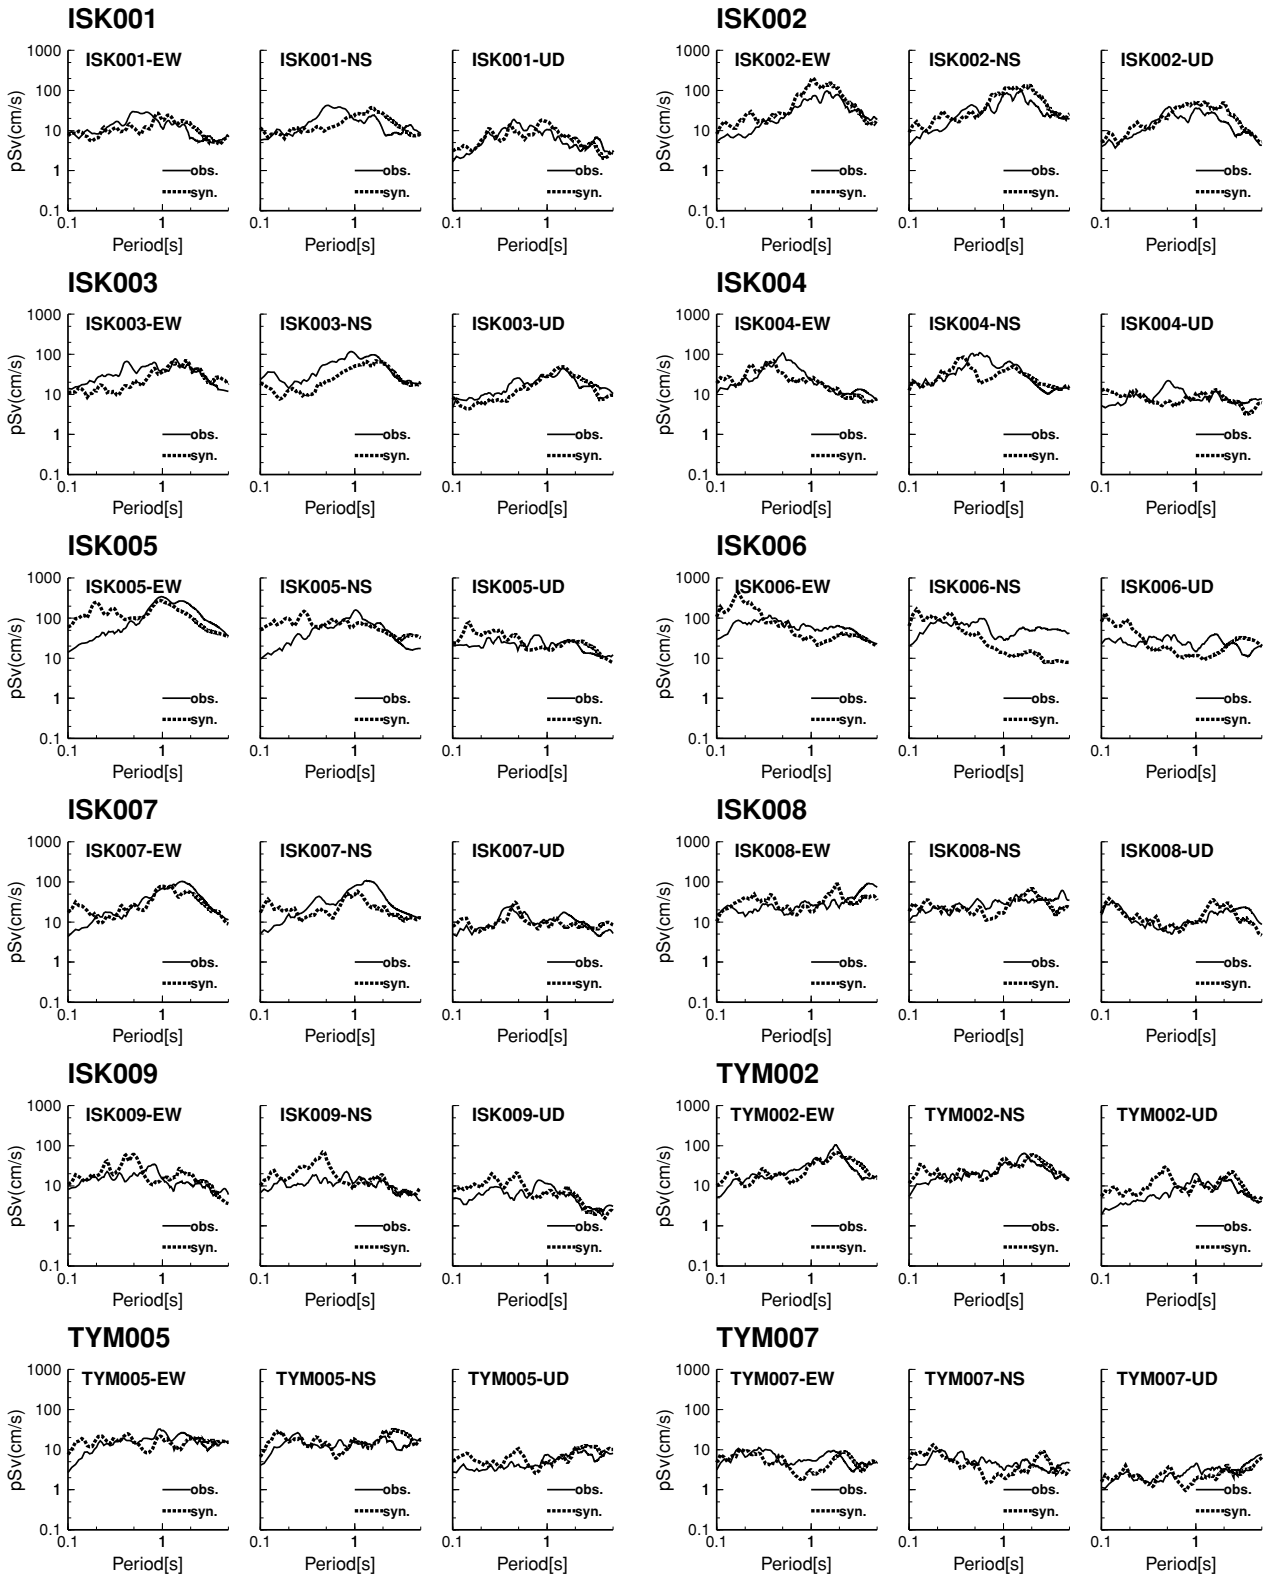 ISK001 ISK002
ISK001-EW ISK001-NS ISK001-UD ISK002-EW ISK002-NS ISK002-UD
pSv(cm/s) 1000 100 10 1 0.1 obs. syn. obs. syn. obs. syn. pSv(cm/s) 1000 100 10 1 0.1 obs. syn. obs. syn. obs. syn.
0.1 1 0.1 1 0.1 1 0.1 1 0.1 1 0.1 1
Period[s] Period[s] Period[s] Period[s] Period[s] Period[s]
ISK003 ISK004
ISK003-EW ISK003-NS ISK003-UD ISK004-EW ISK004-NS ISK004-UD
pSv(cm/s) 1000 100 10 1 0.1 obs. syn. obs. syn. obs. syn. pSv(cm/s) 1000 100 10 1 0.1 obs. syn. obs. syn. obs. syn.
0.1 1 0.1 1 0.1 1 0.1 1 0.1 1 0.1 1
Period[s] Period[s] Period[s] Period[s] Period[s] Period[s]
ISK005 ISK006
ISK005-EW ISK005-NS ISK005-UD ISK006-EW ISK006-NS ISK006-UD
pSv(cm/s) 1000 100 10 1 0.1 obs. syn. obs. syn. obs. syn. pSv(cm/s) 1000 100 10 1 0.1 obs. syn. obs. syn. obs. syn.
0.1 1 0.1 1 0.1 1 0.1 1 0.1 1 0.1 1
Period[s] Period[s] Period[s] Period[s] Period[s] Period[s]
ISK007 ISK008
ISK007-EW ISK007-NS ISK007-UD ISK008-EW ISK008-NS ISK008-UD
pSv(cm/s) 1000 100 10 1 0.1 obs. syn. obs. syn. obs. syn. pSv(cm/s) 1000 100 10 1 0.1 obs. syn. obs. syn. obs. syn.
0.1 1 0.1 1 0.1 1 0.1 1 0.1 1 0.1 1
Period[s] Period[s] Period[s] Period[s] Period[s] Period[s]
ISK009 TYM002
ISK009-EW ISK009-NS ISK009-UD TYM002-EW TYM002-NS TYM002-UD
pSv(cm/s) 1000 100 10 1 0.1 obs. syn. obs. syn. obs. syn. pSv(cm/s) 1000 100 10 1 0.1 obs. syn. obs. syn. obs. syn.
0.1 1 0.1 1 0.1 1 0.1 1 0.1 1 0.1 1
Period[s] Period[s] Period[s] Period[s] Period[s] Period[s]
TYM005 TYM007
TYM005-EW TYM005-NS TYM005-UD TYM007-EW TYM007-NS TYM007-UD
pSv(cm/s) 1000 100 10 1 0.1 obs. syn. obs. syn. obs. syn. pSv(cm/s) 1000 100 10 1 0.1 obs. syn. obs. syn. obs. syn.
0.1 1 0.1 1 0.1 1 0.1 1 0.1 1 0.1 1
Period[s] Period[s] Period[s] Period[s] Period[s] Period[s]